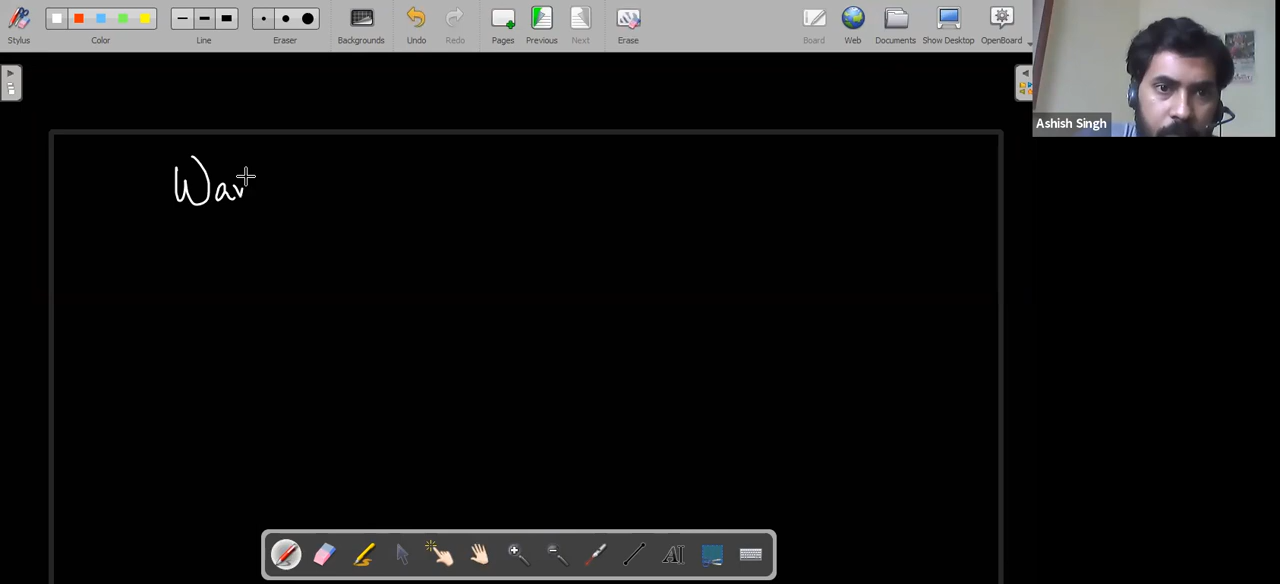 Stylus
Color
Line
Eraser
Backgrounds
Undo
Redo
Pages
Previous
Next
Erase
Board
Web
Documents
Show Desktop
OpenBoard
Ashish Singh
Wav
AI